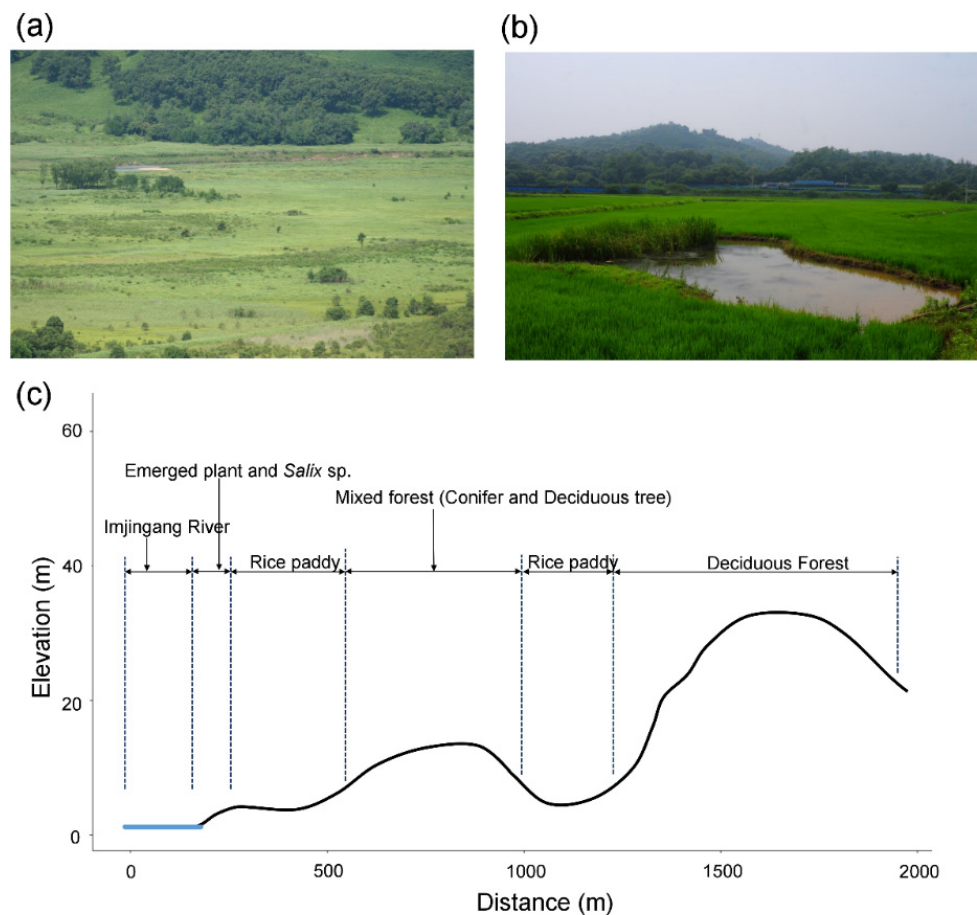 (a)
(b)
(c)
60
Emerged plant and Salix sp.
Mixed forest (Conifer and Deciduous tree)
Imjingang River
Rice paddy
Rice paddy
Deciduous Forest
40
Elevation (m)
20
0
0
500
1000
1500
2000
Distance (m)